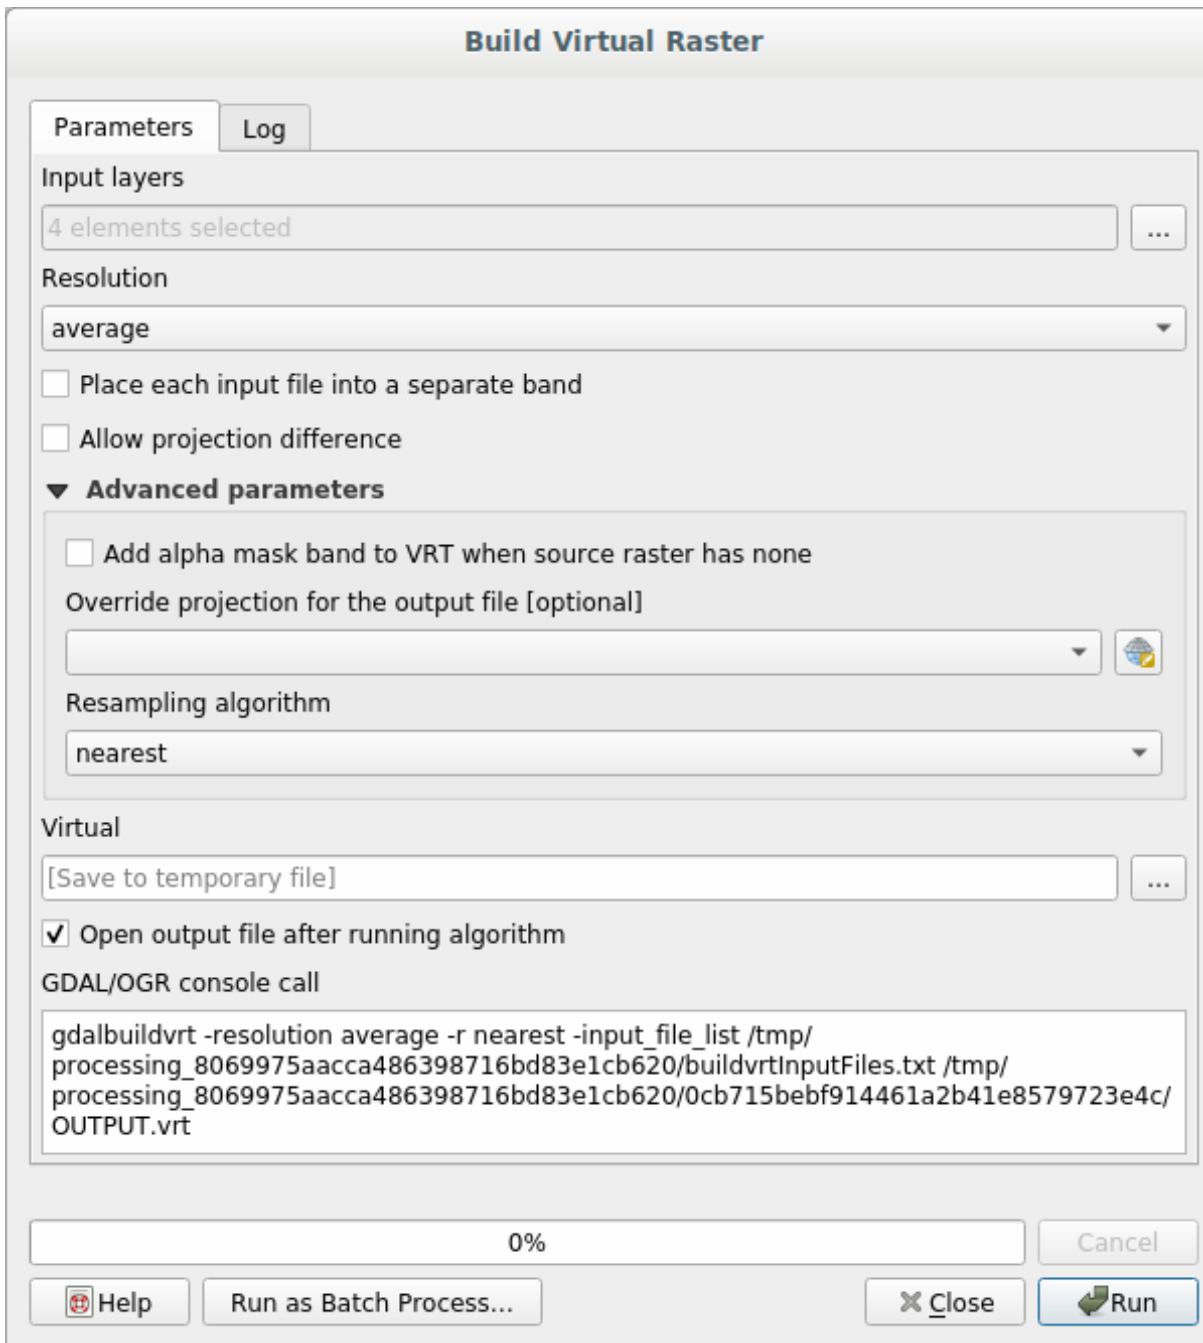 Build Virtual Raster
Parameters
Log
Input layers
4 elements selected
...
Resolution
average
Place each input file into a separate band
Allow projection difference
Advanced parameters
Add alpha mask band to VRT when source raster has none
Override projection for the output file [optional]
Resampling algorithm
nearest
Virtual
[Save to temporary file]
...
Open output file after running algorithm
GDAL/OGR console call
gdalbuildvrt -resolution average -r nearest -input_file_list /tmp/
processing_8069975aacca486398716bd83e1cb620/buildvrtInputFiles.txt /tmp/
processing_8069975aacca486398716bd83e1cb620/0cb715bebf914461a2b41e8579723e4c/
OUTPUT.vrt
0%
Cancel
Help
Run as Batch Process...
Close
Run